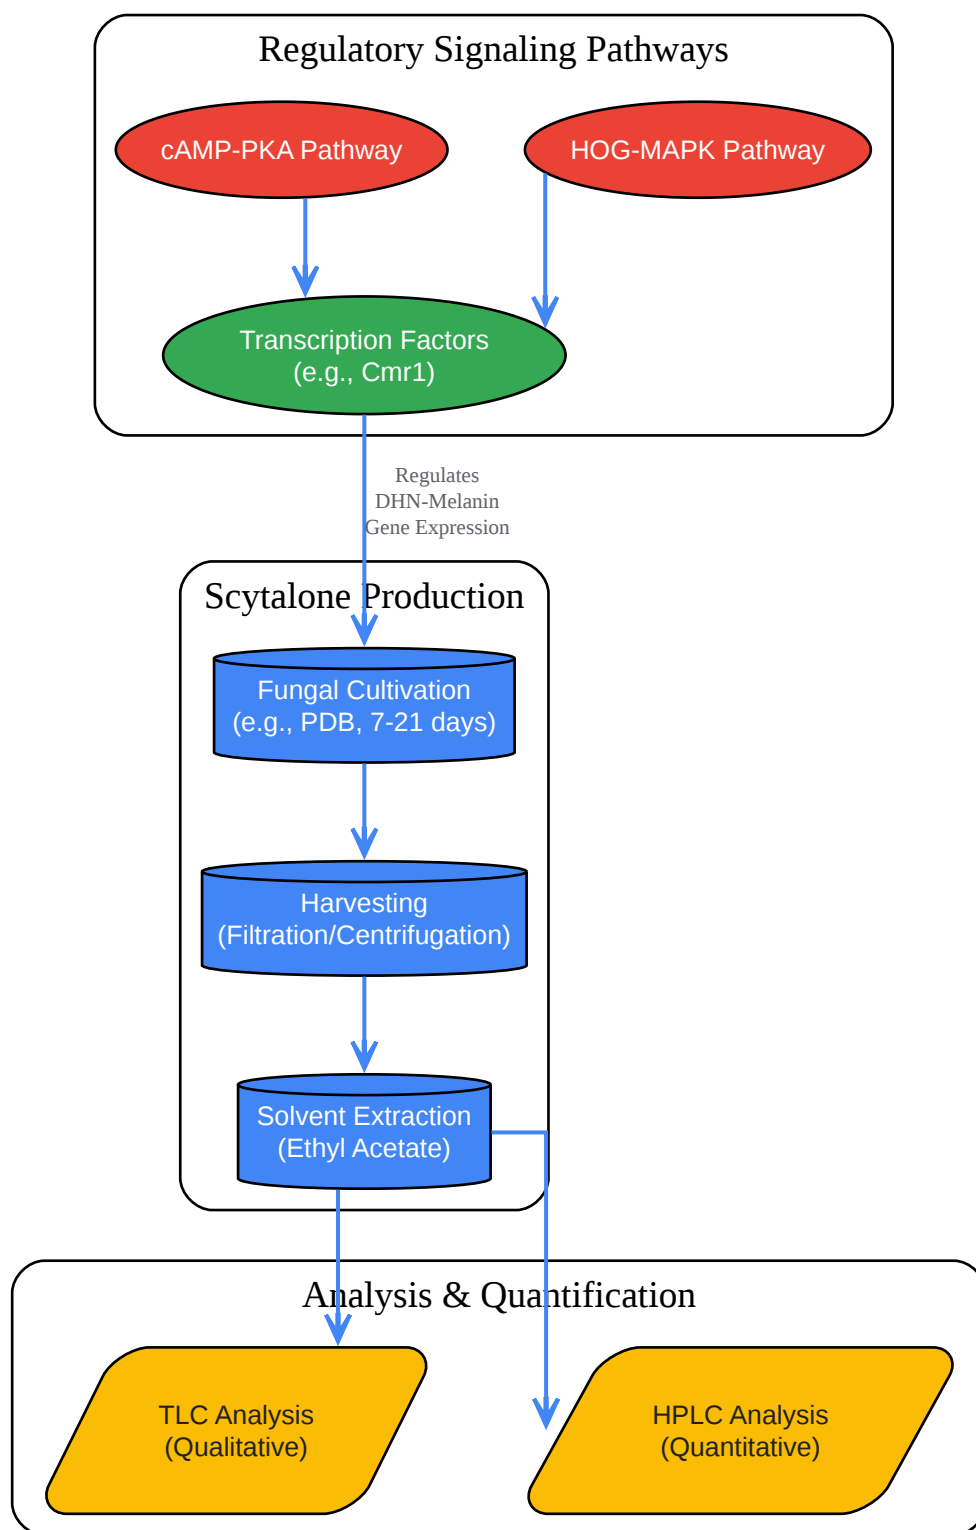 Regulatory Signaling Pathways
cAMP-PKA Pathway
HOG-MAPK Pathway
Transcription Factors
(e.g., Cmr1)
Regulates
DHN-Melanin
Gene Expression
Scytalone Production
Fungal Cultivation
(e.g., PDB, 7-21 days)
Harvesting
(Filtration/Centrifugation)
Solvent Extraction
(Ethyl Acetate)
Analysis & Quantification
TLC Analysis
(Qualitative)
HPLC Analysis
(Quantitative)